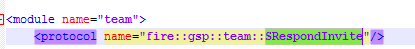 <module name="team">
<protocol name="fire::gsp::team::SRespondInvite"/>